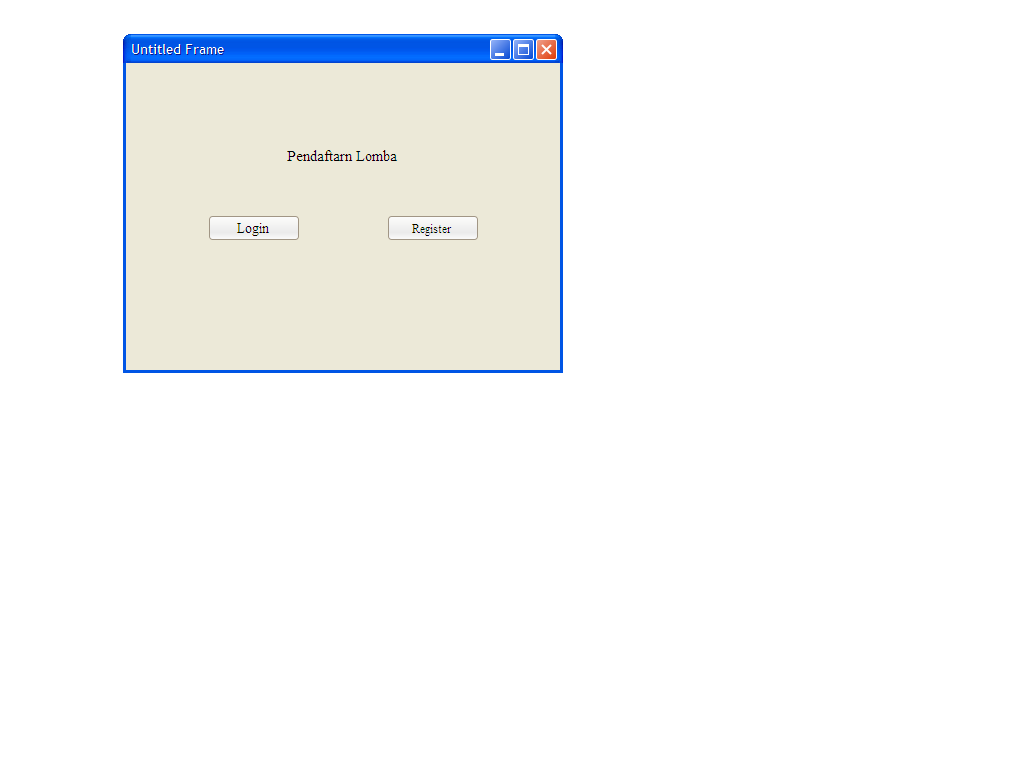 Untitled Frame
Pendaftarn Lomba
Login
Register